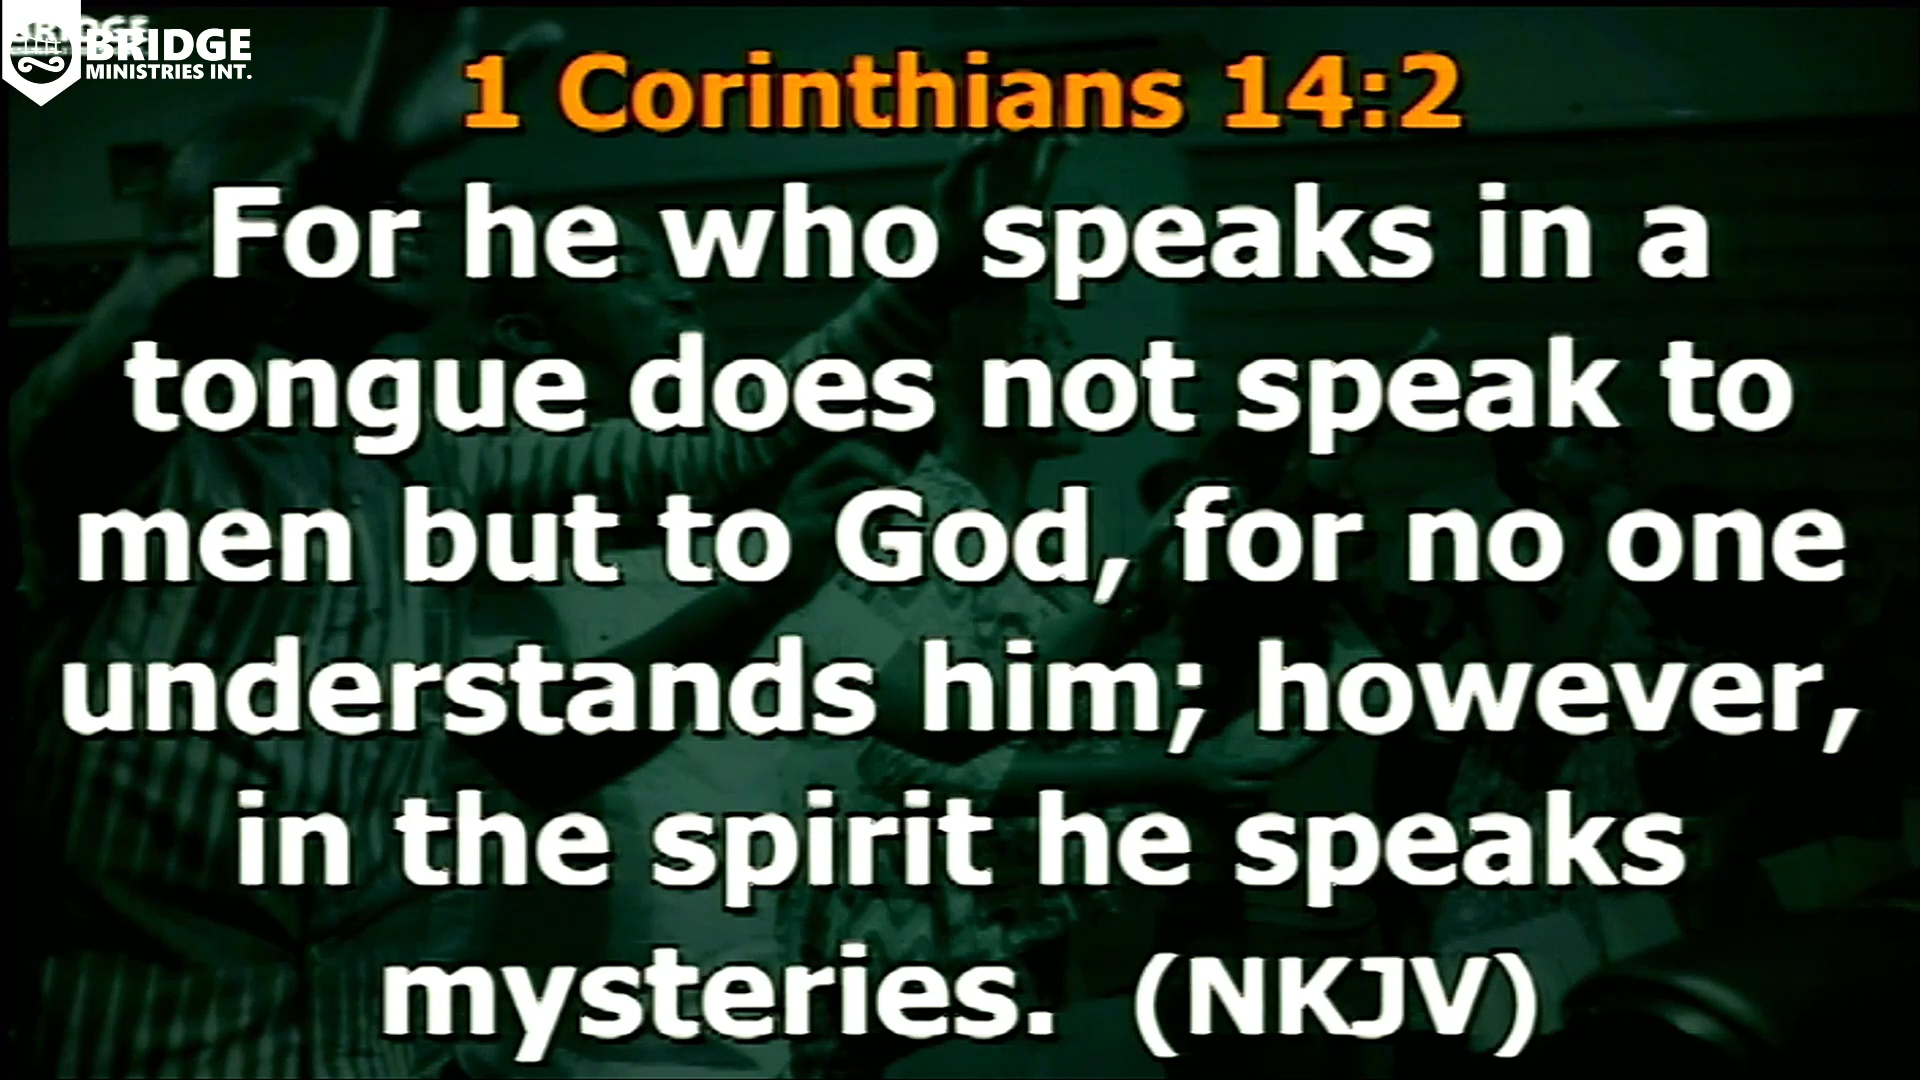 BRIDGE
BRIDGE
MINISTRIES INT.
1 Corinthians 14:2
For he who speaks in a
tongue does not speak to
men but to God, for no one
understands him; however,
in the spirit he speaks
mysteries. (NKJV)